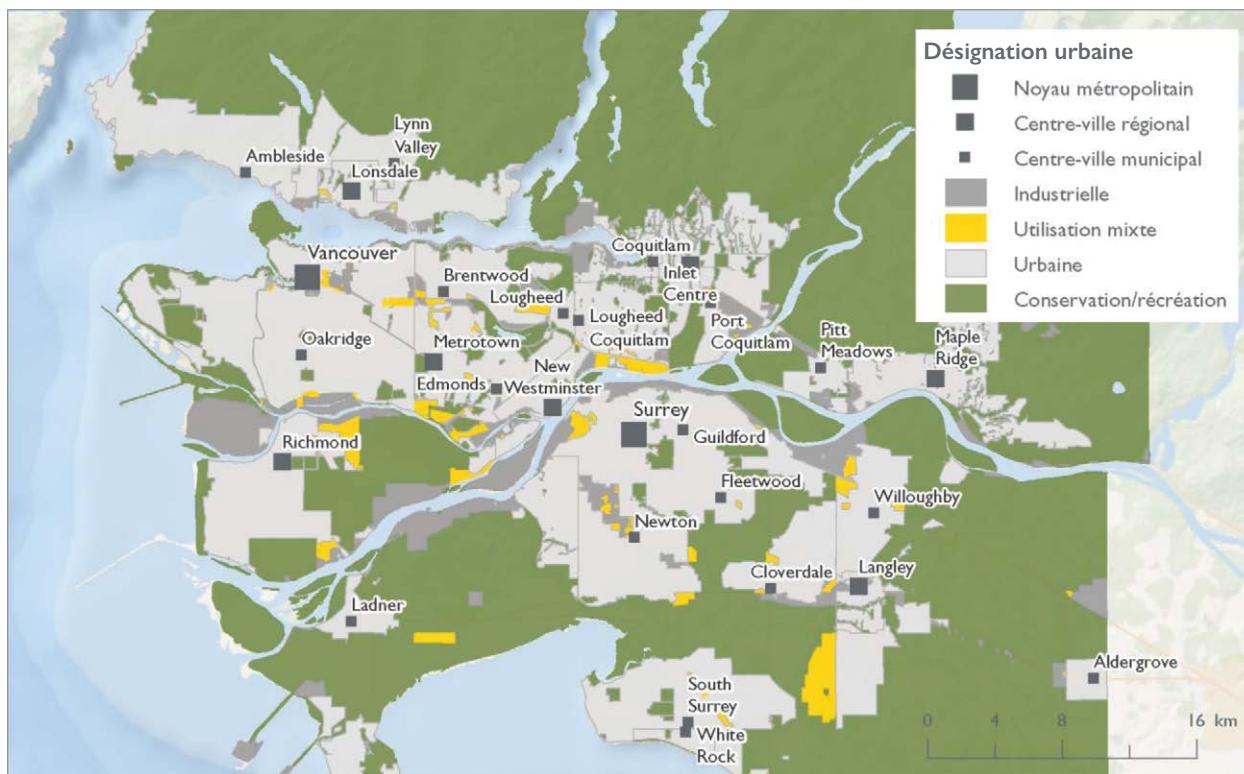 Désignation urbaine
Noyau métropolitain
Centre-ville régional
Centre-ville municipal
Industrielle
Utilisation mixte
Urbaine
Conservation/récréation
Lynn
Valley
Ambleside
Lonsdale
Vancouver
Coquitlam
Inlet
Centre
Brentwood
Lougheed
Lougheed
Coquitlam
Port
Coquitlam
Pitt
Meadows
Maple
Ridge
Oakridge
Metrotown
Edmonds
New
Westminster
Surrey
Guildford
Richmond
Fleetwood
Willoughby
Newton
Cloverdale
Langley
Ladner
Aldergrove
South
Surrey
White
Rock
0 4 8 16 km